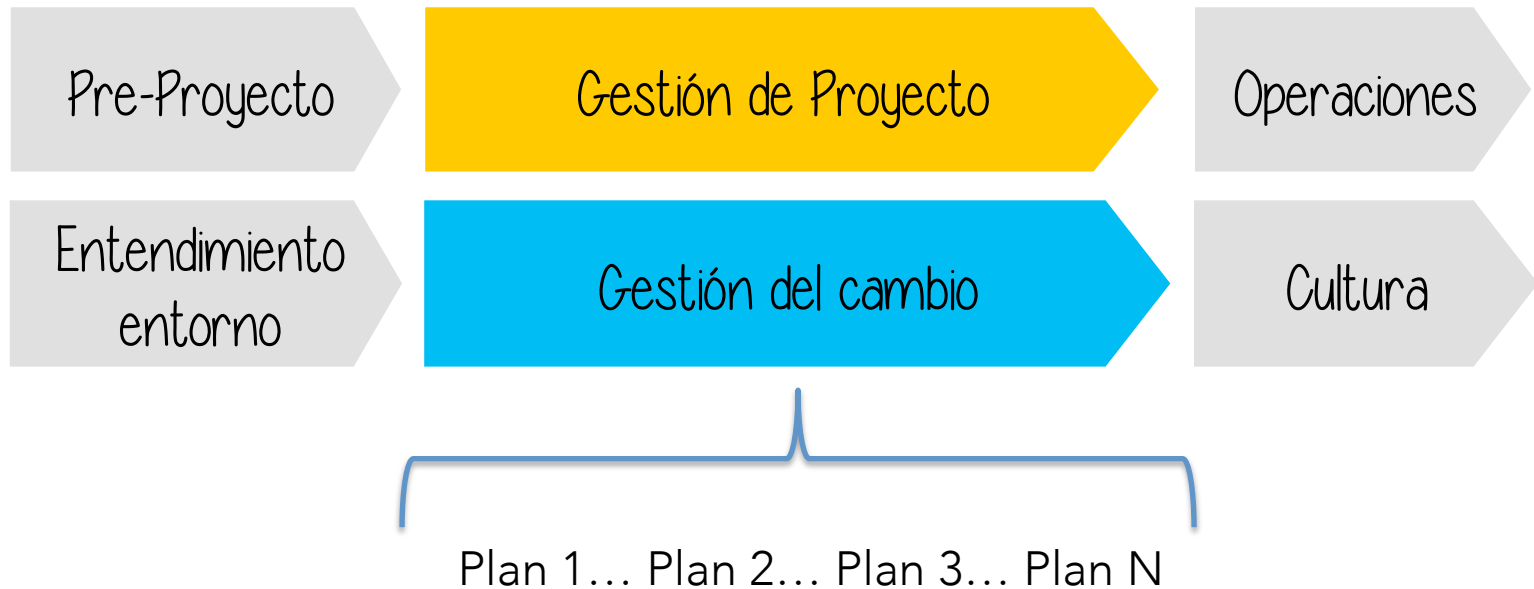 Pre-Proyecto
Gestión de Proyecto
Operaciones
Entendimiento
entorno
Gestión del cambio
Cultura
Plan 1... Plan 2... Plan 3... Plan N